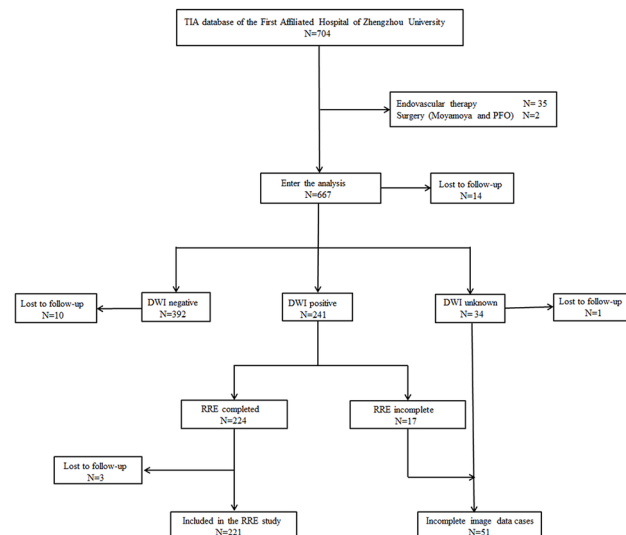 TIA database of the First Affiliated Hospital of Zhengzhou University
N=704
Endovascular therapy N= 35
Surgery (Moyamoya and PFO) N=2
Enter the analysis
N=667
Lost to follow-up
N=14
Lost to follow-up
N=10
DWI negative
N=392
DWI positive
N=241
DWI unknown
N= 34
Lost to follow-up
N=1
RRE completed
N=224
RRE incomplete
N=17
Lost to follow-up
N=3
Included in the RRE study
N=221
Incomplete image data cases
N=51